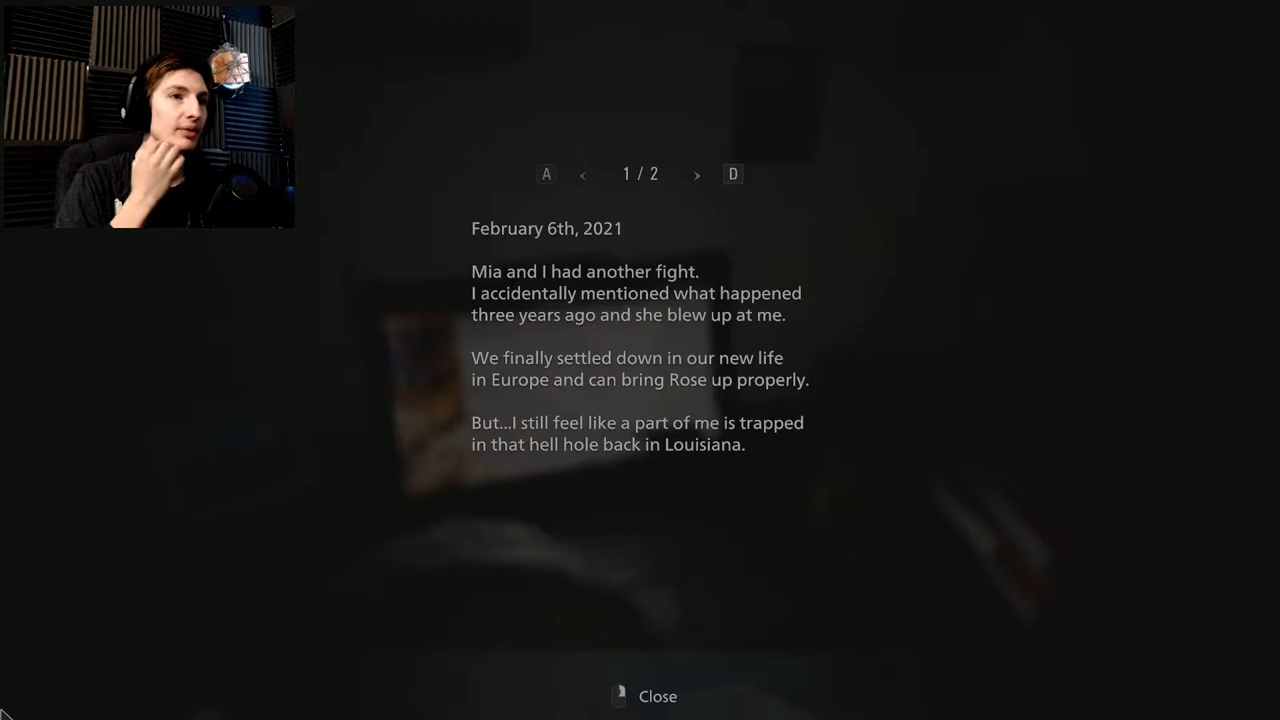 A < 1 / 2 > D
February 6th, 2021
Mia and I had another fight.
I accidentally mentioned what happened
three years ago and she blew up at me.
We finally settled down in our new life
in Europe and can bring Rose up properly.
But...I still feel like a part of me is trapped
in that hell hole back in Louisiana.
Close